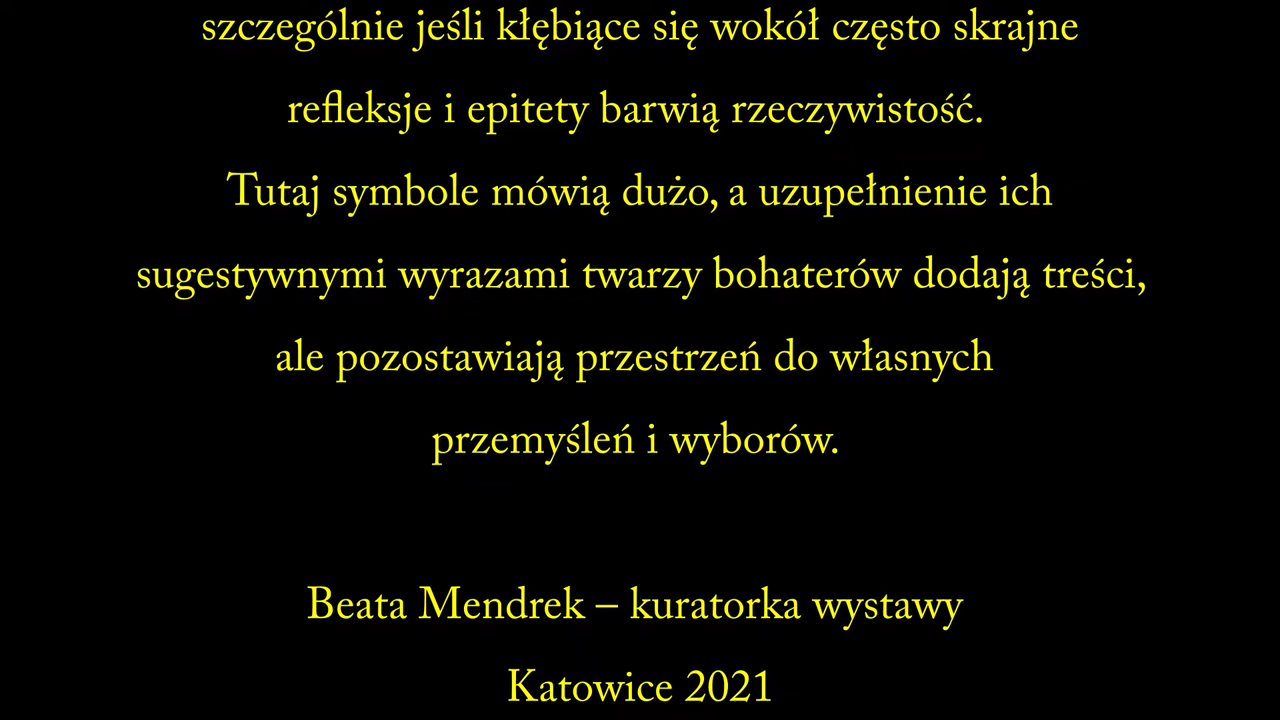 szczególnie jeśli kłębiące się wokół często skrajne
refleksje i epitety barwią rzeczywistość.
Tutaj symbole mówią dużo, a uzupełnienie ich
sugestywnymi wyrazami twarzy bohaterów dodają treści,
ale pozostawiają przestrzeń do własnych
przemyśleń i wyborów.
Beata Mendrek – kuratorka wystawy
Katowice 2021